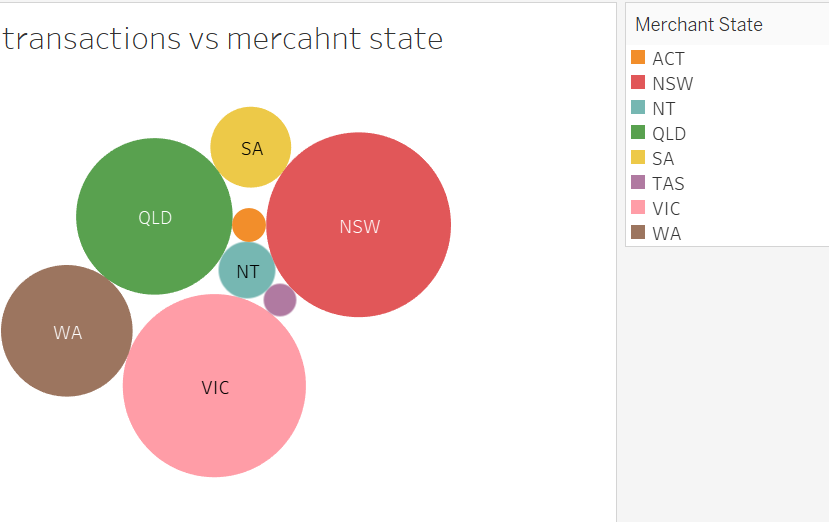 transactions vs mercahnt state
Merchant State
ACT
NSW
NT
QLD
SA
TAS
VIC
WA
SA
QLD
NSW
NT
WA
VIC